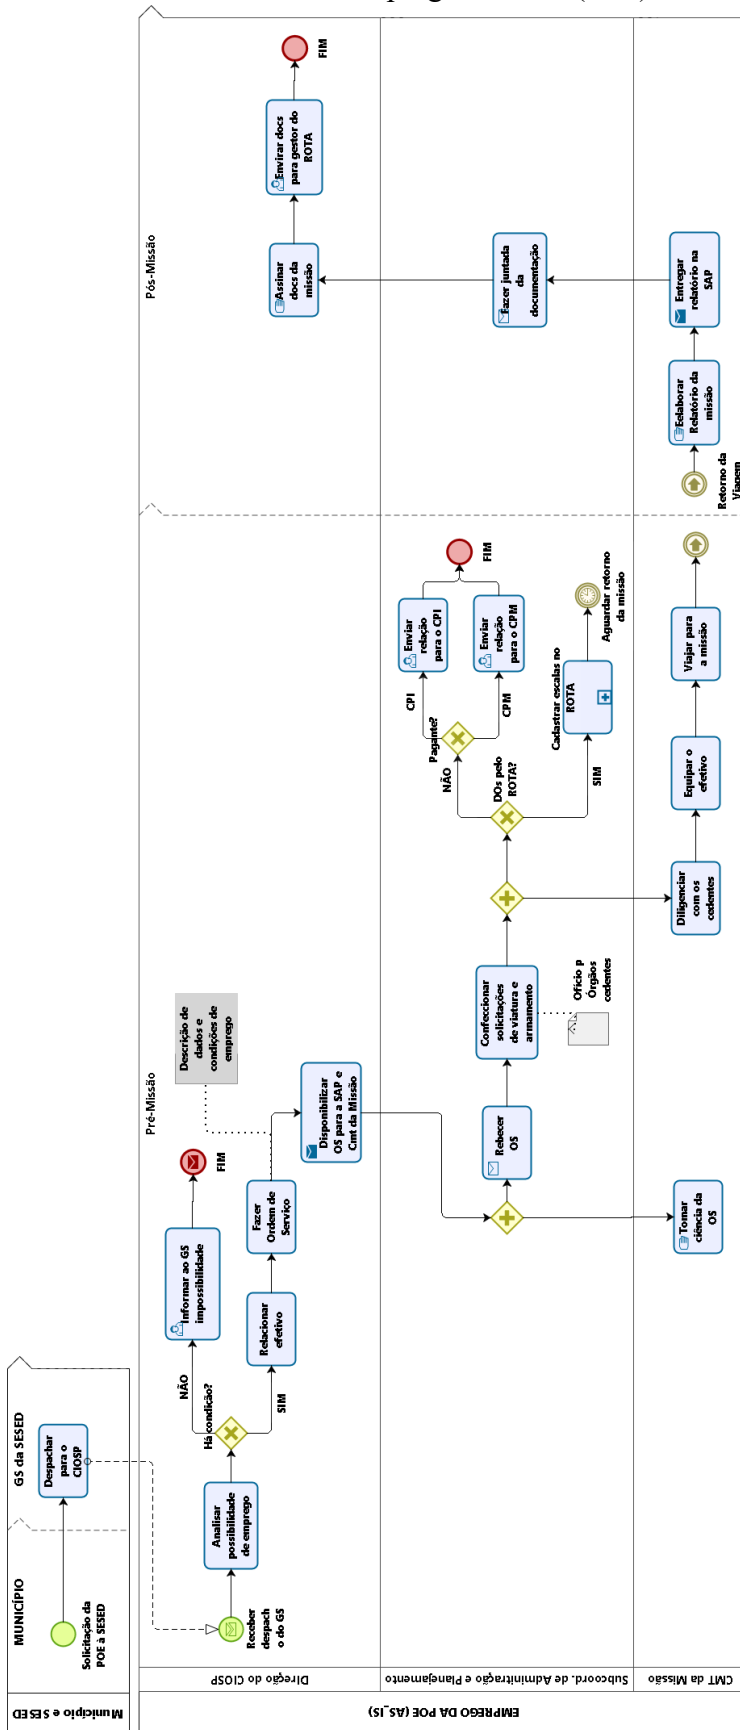 Município e SESED
MUNICÍPIO
GS da SESED
Solicitação da
POE à SESED
Despachar
para o
CIOSP
EMPREGO DA POE (AS_IS)
Direção do CIOSP
Subcoord. de Adminitração e Planejamento
CMT da Missão
Pré-Missão
Pós-Missão
Receber
despach
o do GS
Analisar
possibilidade
de emprego
Há condição?
NÃO
SIM
Informar ao GS
impossibilidade
FIM
Relacionar
efetivo
Fazer
Ordem de
Serviço
Descrição de
dados e
condições de
emprego
Disponibilizar
OS para a SAP e
Cmt da Missão
Rebecer
OS
Tomar
ciência da
OS
Confeccionar
solicitações
de viatura e
armamento
Ofício p
Órgãos
cedentes
DOs pelo
ROTA?
NÃO
SIM
Pagante?
CPI
CPM
Enviar
relação
para o CPI
Enviar
relação
para o CPM
FIM
Cadastrar escalas no
ROTA
Aguardar retorno
da missão
Diligenciar
com os
cedentes
Equipar o
efetivo
Viajar para
a missão
Retorno da
Viagem
Eelaborar
Relatório da
missão
Entregar
relatório na
SAP
Fazer juntada
da
documentação
Assinar
docs da
missão
Envirar docs
para gestor do
ROTA
FIM